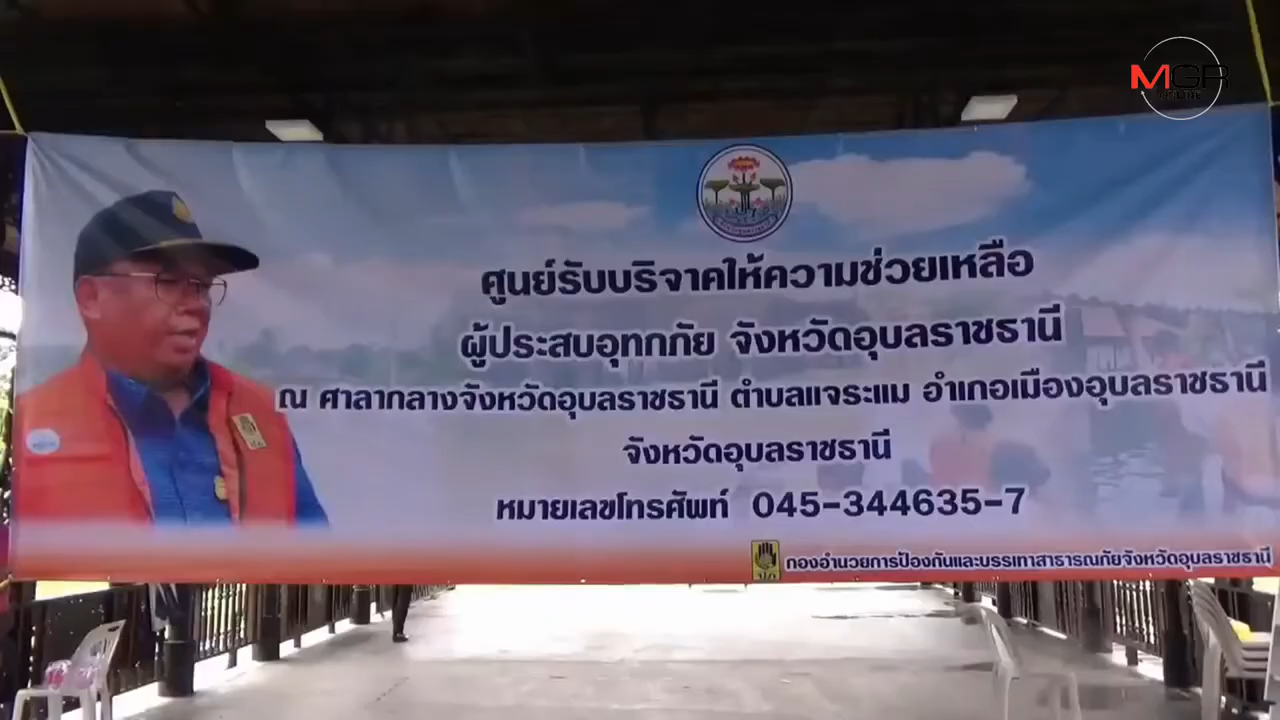 MGR
ONLINE
ศูนย์รับบริจาคให้ความช่วยเหลือ
ผู้ประสบอุทกภัย จังหวัดอุบลราชธานี
ณ ศาลากลางจังหวัดอุบลราชธานี ตำบลแจระแม อำเภอเมืองอุบลราชธานี
จังหวัดอุบลราชธานี
หมายเลขโทรศัพท์ 045-344635-7
ปภ
กองอำนวยการป้องกันและบรรเทาสาธารณภัยจังหวัดอุบลราชธานี